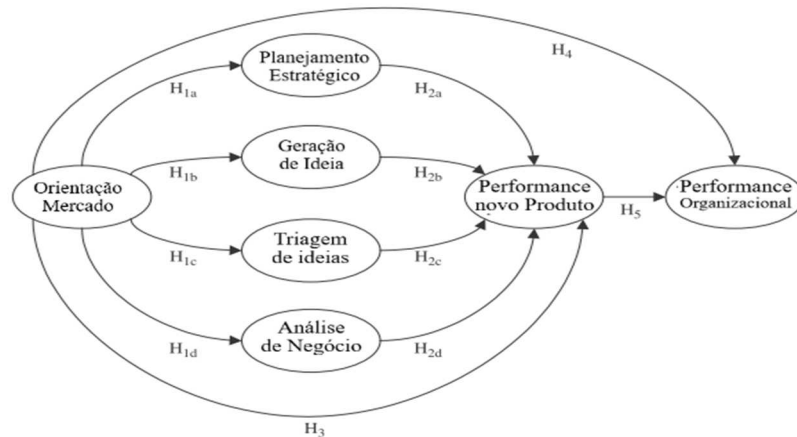 H4
Planejamento
Estratégico
H1a
H2a
Geração
de Ideia
H1b
H2b
Orientação
Mercado
Performance
novo Produto
Performance
Organizacional
H5
Triagem
de ideias
H1c
H2c
Análise
de Negócio
H1d
H2d
H3